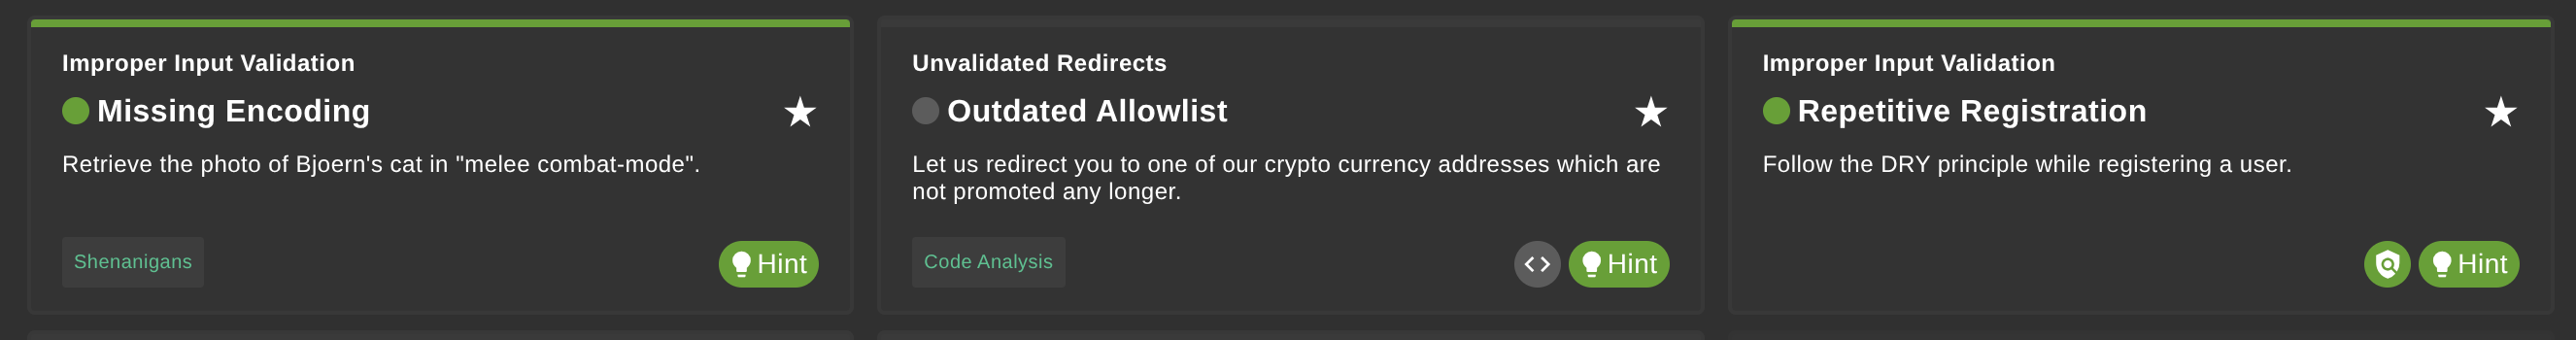 Improper Input Validation
Missing Encoding
Retrieve the photo of Bjoern's cat in "melee combat-mode".
Shenanigans
Hint
Unvalidated Redirects
Outdated Allowlist
Let us redirect you to one of our crypto currency addresses which are
not promoted any longer.
Code Analysis
Hint
Improper Input Validation
Repetitive Registration
Follow the DRY principle while registering a user.
Hint